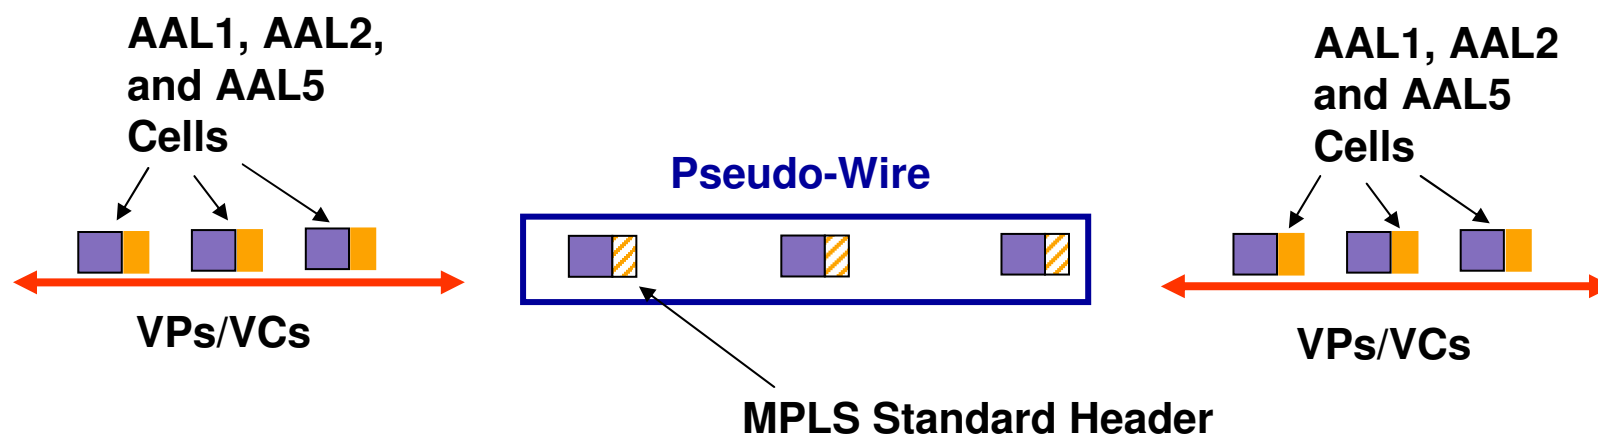 AAL1, AAL2,
and AAL5
Cells
VPs/VCs
Pseudo-Wire
MPLS Standard Header
AAL1, AAL2
and AAL5
Cells
VPs/VCs